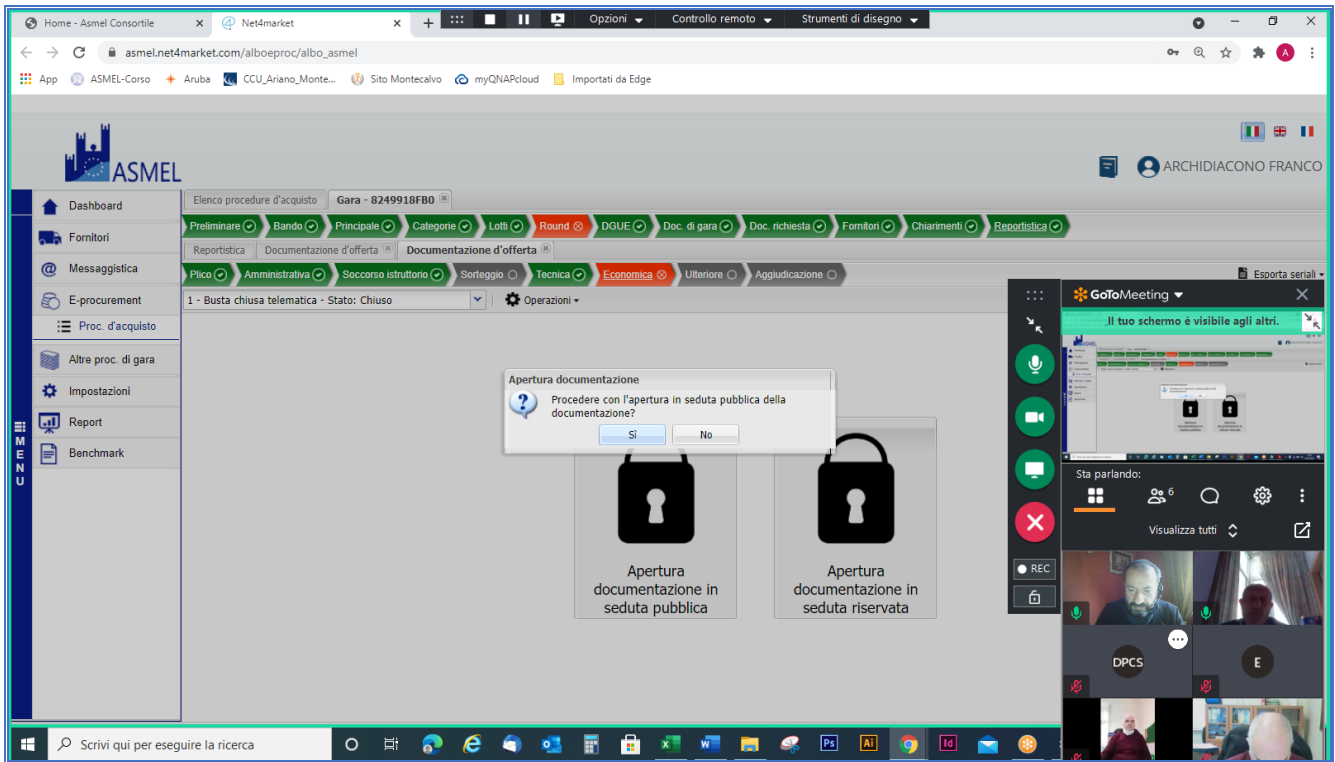 Home - Asmel Consortile
Net4market
Opzioni
Controllo remoto
Strumenti di disegno
asmel.net4market.com/alboeproc/albo_asmel
A
App
ASMEL-Corso
Aruba
CCU_Ariano_Monte...
Sito Montecalvo
myQNAPcloud
Importati da Edge
ASMEL
ARCHIDIACONO FRANCO
MENU
Dashboard
Fornitori
Messaggistica
E-procurement
Proc. d'acquisto
Altre proc. di gara
Impostazioni
Report
Benchmark
Elenco procedure d'acquisto
Gara - 8249918FB0
Preliminare
Bando
Principale
Categorie
Lotti
Round
DGUE
Doc. di gara
Doc. richiesta
Fornitori
Chiarimenti
Reportistica
Reportistica
Documentazione d'offerta
Documentazione d'offerta
Plico
Amministrativa
Soccorso istruttorio
Sorteggio
Tecnica
Economica
Ulteriore
Aggiudicazione
Esporta seriali
1 - Busta chiusa telematica - Stato: Chiuso
Operazioni
Apertura documentazione
Procedere con l'apertura in seduta pubblica della
documentazione?
Sì
No
Apertura
documentazione in
seduta pubblica
Apertura
documentazione in
seduta riservata
REC
GoToMeeting
Il tuo schermo è visibile agli altri.
Sta parlando:
6
Visualizza tutti
DPCS
E
Scrivi qui per eseguire la ricerca
Ps
Ai
Id